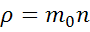 ρ = m₀n